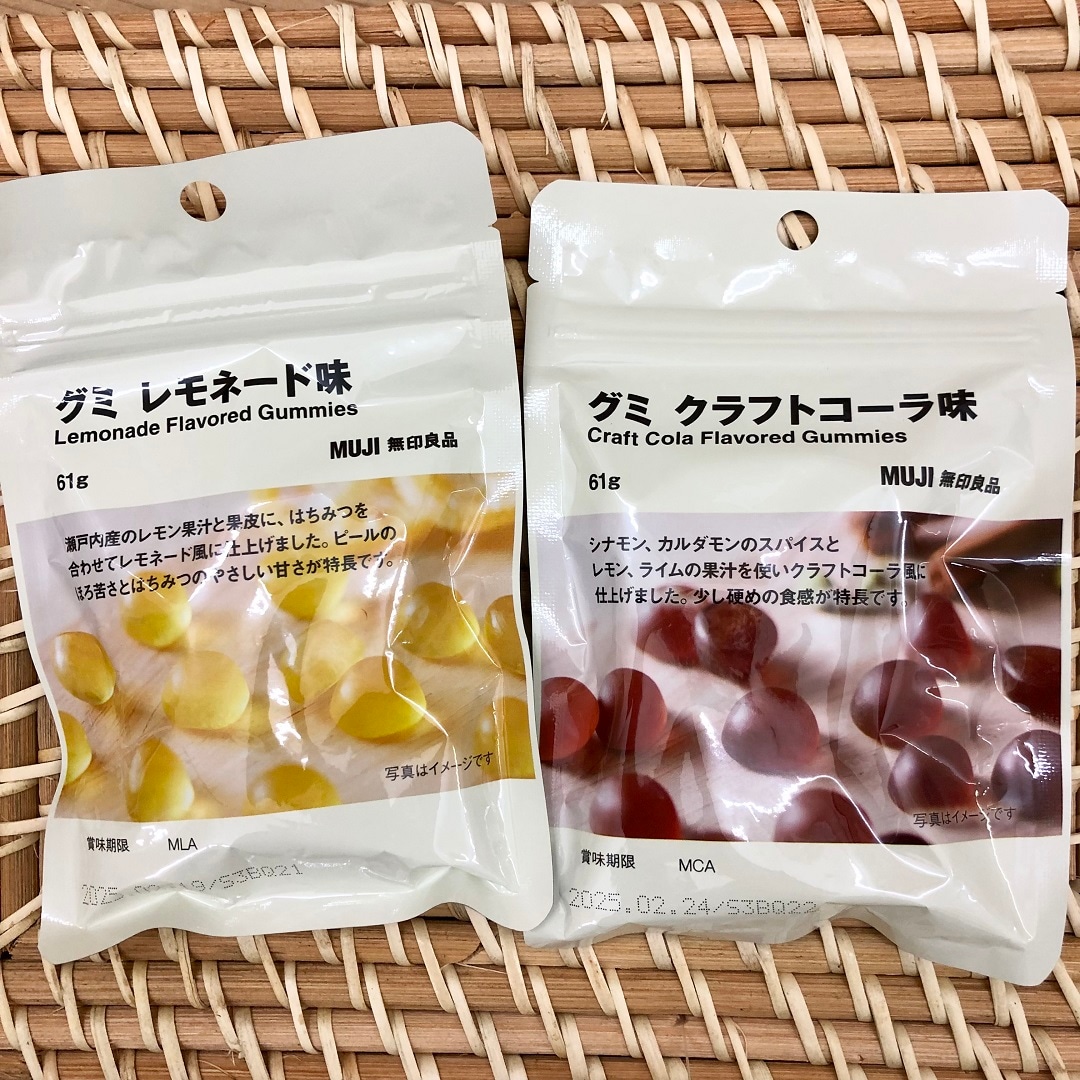 グミ レモネード味
Lemonade Flavored Gummies
MUJI 無印良品
61g
瀬戸内産のレモン果汁と果皮に、はちみつを
合わせてレモネード風に仕上げました。ピールの
ほろ苦さとはちみつのやさしい甘さが特長です。
写真はイメージです
賞味期限 MLA
/S3BQ21
グミ クラフトコーラ味
Craft Cola Flavored Gummies
61g
MUJI 無印良品
シナモン、カルダモンのスパイスと
レモン、ライムの果汁を使いクラフトコーラ風に
仕上げました。少し硬めの食感が特長です。
写真はイメージです
賞味期限 MCA
2025.02.24/S3BQ22